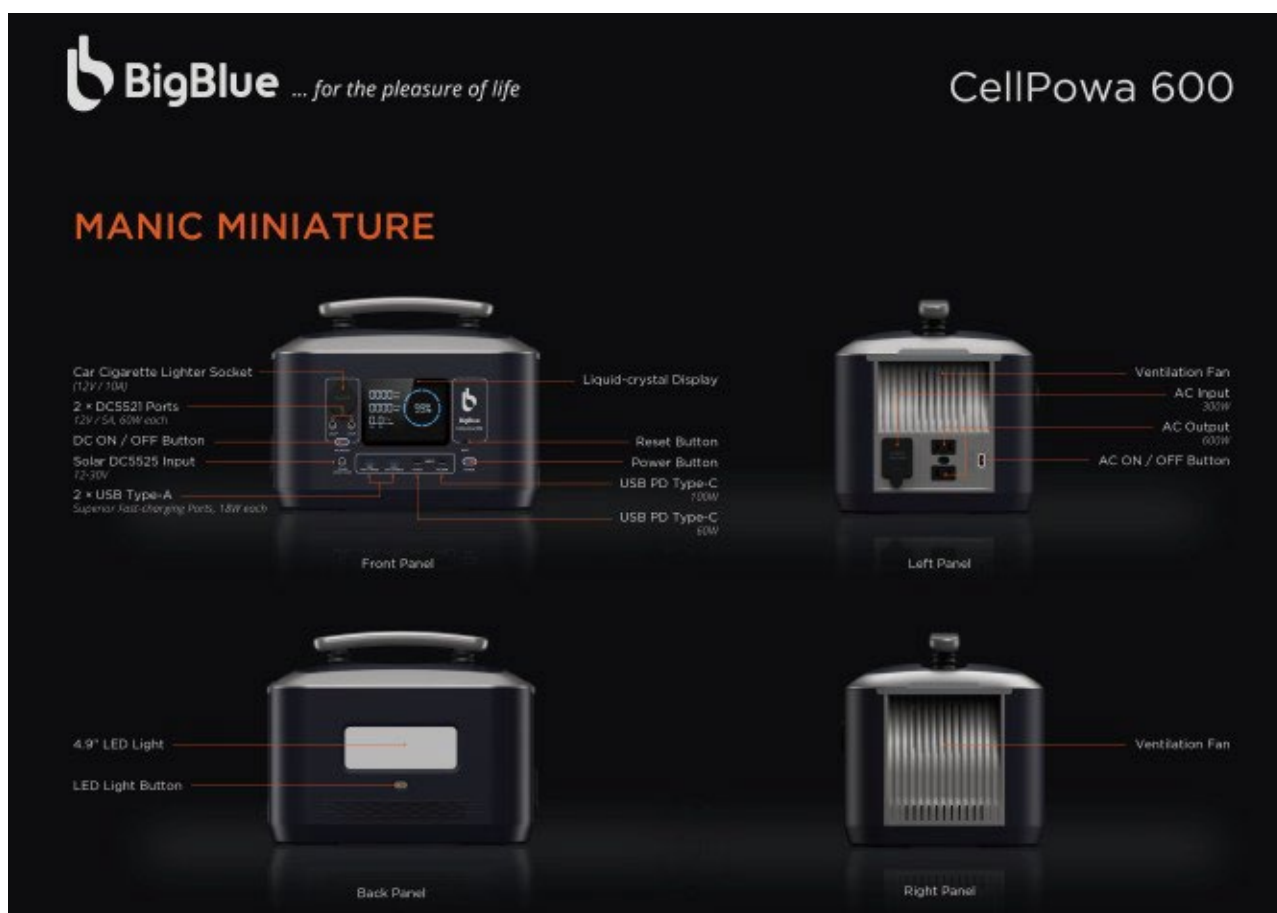 BigBlue ... for the pleasure of life
CellPowa 600
MANIC MINIATURE
Car Cigarette Lighter Socket
(12V / 10A)
2 × DC5521 Ports
12V / 5A, 60W each
DC ON / OFF Button
Solar DC5525 Input
12-30V
2 × USB Type-A
Superior Fast-charging Ports, 18W each
Liquid-crystal Display
Reset Button
Power Button
USB PD Type-C
100W
USB PD Type-C
60W
99%
BigBlue
Front Panel
Ventilation Fan
AC Input
300W
AC Output
600W
AC ON / OFF Button
Left Panel
4.9" LED Light
LED Light Button
Back Panel
Ventilation Fan
Right Panel